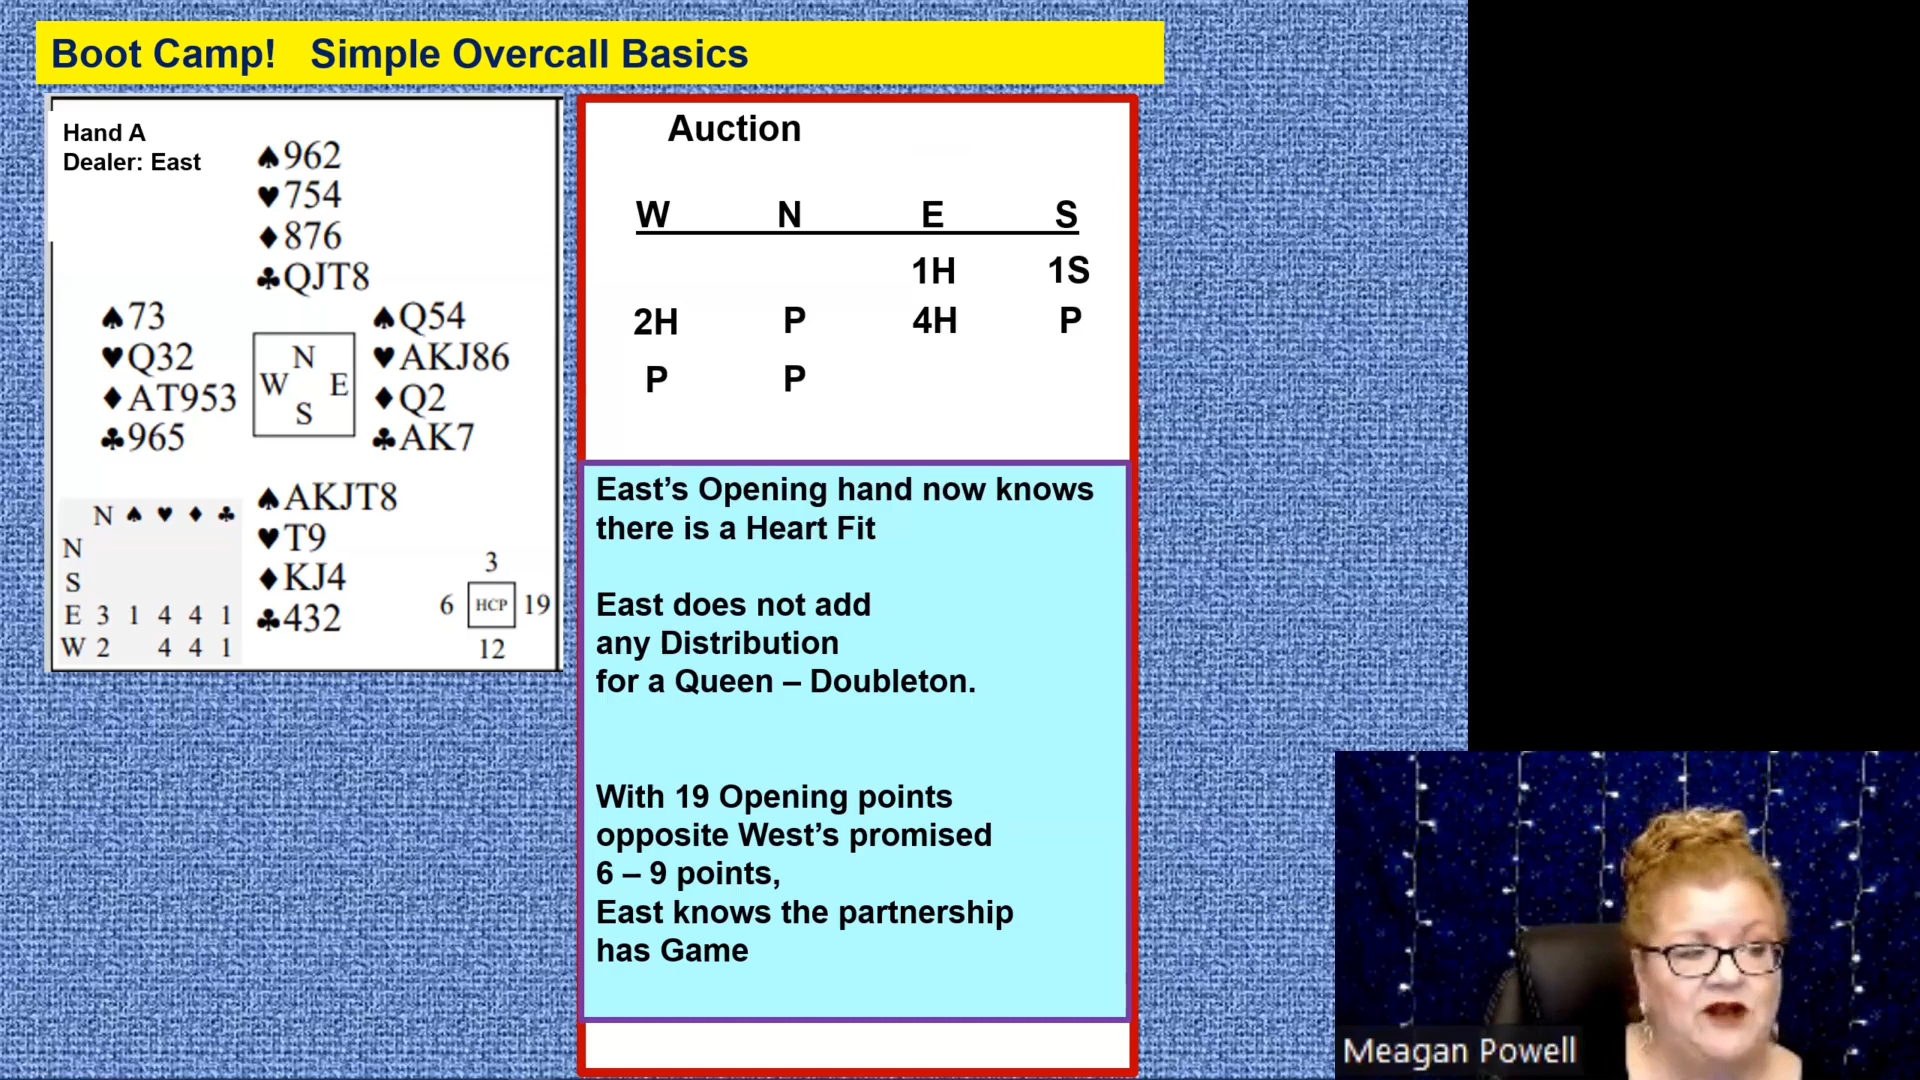 Boot Camp! Simple Overcall Basics
Hand A
Dealer: East
♠962
♥754
♦876
♣QJT8
♠73
♥Q32
♦AT953
♣965
N
W E
S
♠Q54
♥AKJ86
♦Q2
♣AK7
♠AKJT8
♥T9
♦KJ4
♣432
N ♠ ♥ ♦ ♣
N
S
E 3 1 4 4 1
W 2 4 4 1
3
6 HCP 19
12
Auction
W N E S
1H 1S
2H P 4H P
P P
East's Opening hand now knows
there is a Heart Fit
East does not add
any Distribution
for a Queen – Doubleton.
With 19 Opening points
opposite West's promised
6 – 9 points,
East knows the partnership
has Game
Meagan Powell